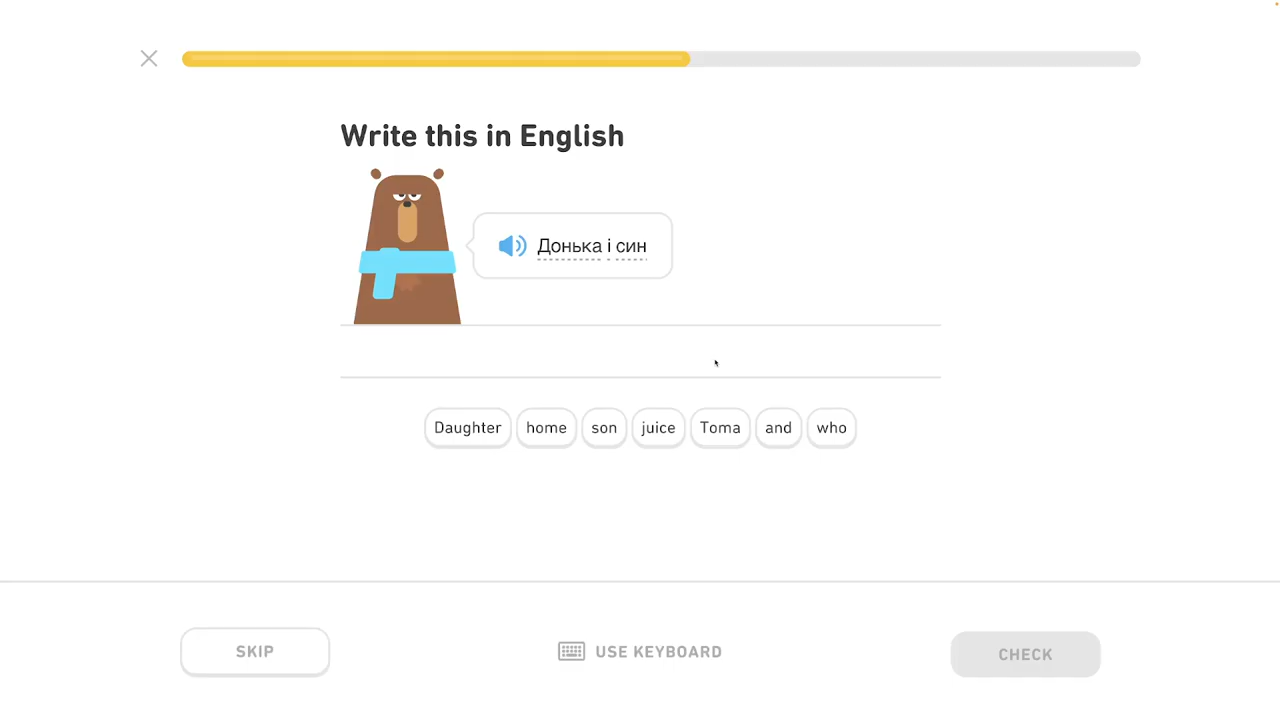 Write this in English
Донька і син
Daughter home son juice Toma and who
SKIP USE KEYBOARD CHECK